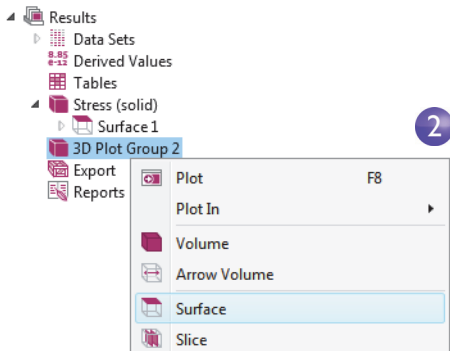 Results
Data Sets
8.85
e-12 Derived Values
Tables
Stress (solid)
Surface 1
2
3D Plot Group 2
Export
Reports
Plot F8
Plot In
Volume
Arrow Volume
Surface
Slice